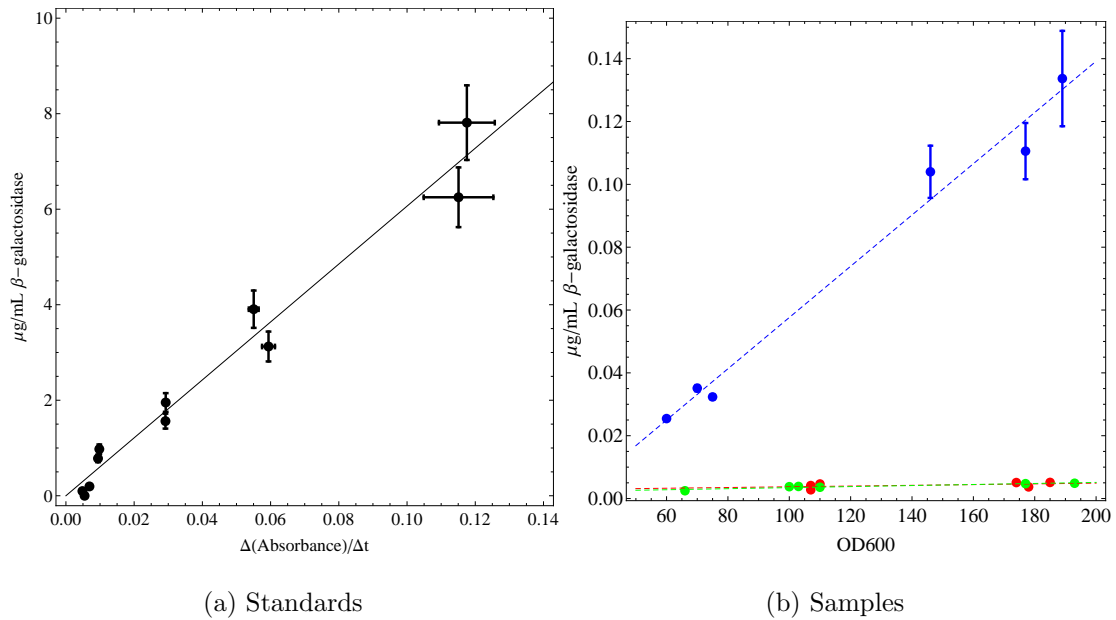 10
8
6
4
2
0
μg/mL β−galactosidase
0.00 0.02 0.04 0.06 0.08 0.10 0.12 0.14
Δ(Absorbance)/Δt
(a) Standards
0.14
0.12
0.10
0.08
0.06
0.04
0.02
0.00
μg/mL β−galactosidase
60 80 100 120 140 160 180 200
OD600
(b) Samples